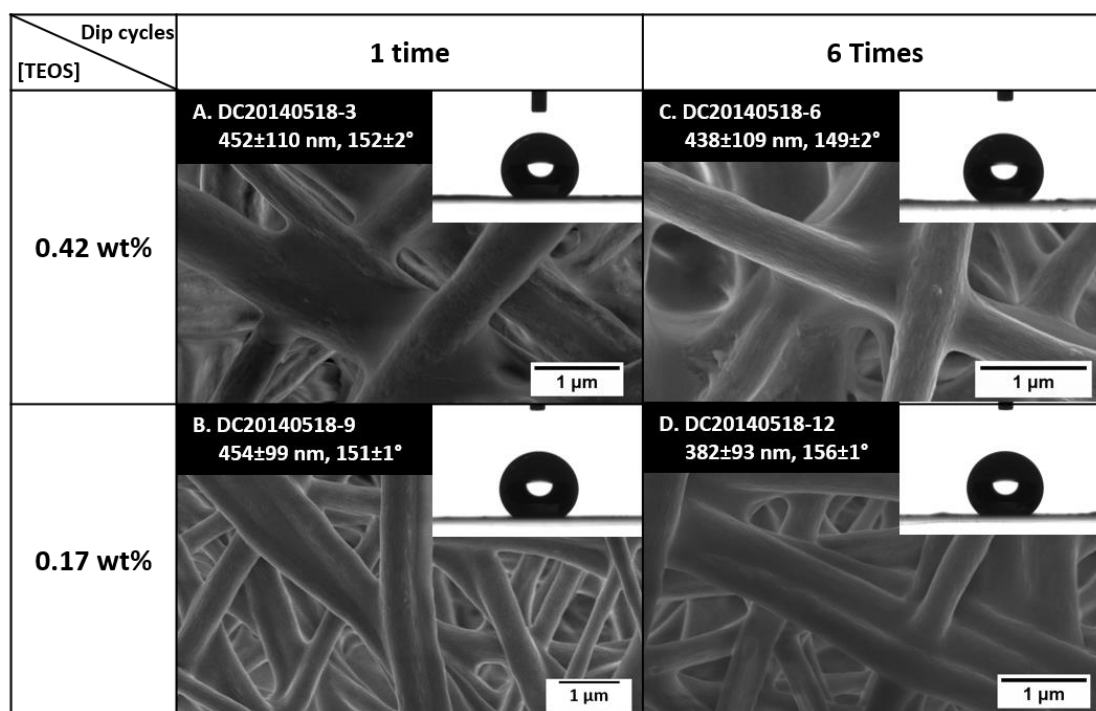 Dip cycles
[TEOS]
1 time
6 Times
0.42 wt%
A. DC20140518-3
452±110 nm, 152±2°
1 µm
C. DC20140518-6
438±109 nm, 149±2°
1 µm
0.17 wt%
B. DC20140518-9
454±99 nm, 151±1°
1 µm
D. DC20140518-12
382±93 nm, 156±1°
1 µm